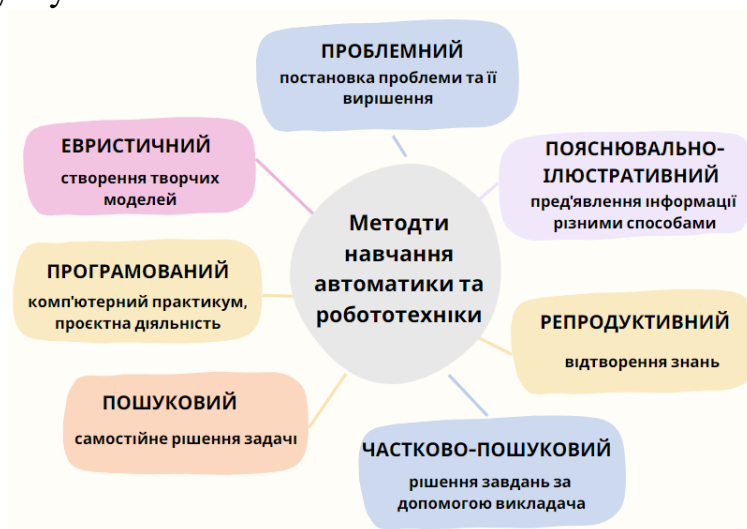 ПРОБЛЕМНИЙ
постановка проблеми та її
вирішення
ЕВРИСТИЧНИЙ
створення творчих
моделей
ПОЯСНЮВАЛЬНО-
ІЛЮСТРАТИВНИЙ
пред'явлення інформації
різними способами
Методти
навчання
автоматики та
робототехніки
ПРОГРАМОВАНИЙ
комп'ютерний практикум,
проєктна діяльність
РЕПРОДУКТИВНИЙ
відтворення знань
ПОШУКОВИЙ
самостійне рішення задачі
ЧАСТКОВО-ПОШУКОВИЙ
рішення завдань за
допомогою викладача